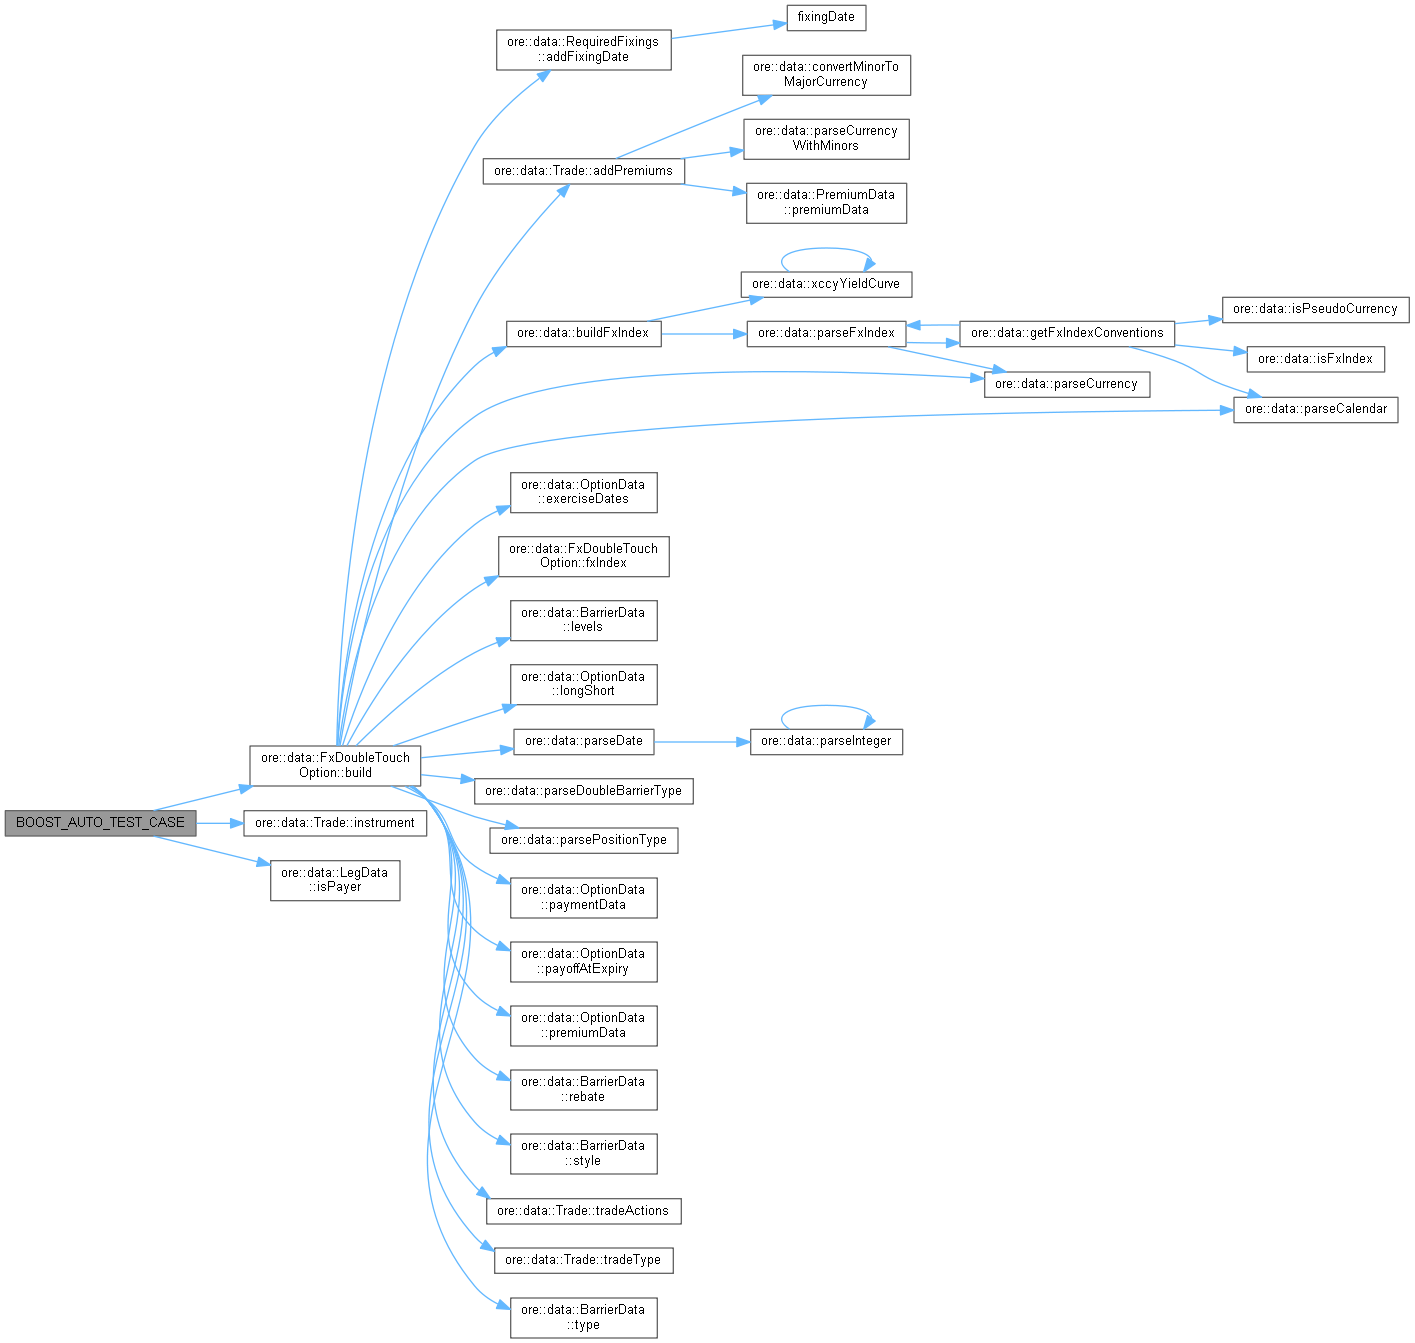 fixingDate
ore::data::RequiredFixings
::addFixingDate
ore::data::convertMinorTo
MajorCurrency
ore::data::parseCurrency
WithMinors
ore::data::Trade::addPremiums
ore::data::PremiumData
::premiumData
ore::data::xccyYieldCurve
ore::data::isPseudoCurrency
ore::data::buildFxIndex
ore::data::parseFxIndex
ore::data::getFxIndexConventions
ore::data::isFxIndex
ore::data::parseCurrency
ore::data::parseCalendar
ore::data::OptionData
::exerciseDates
ore::data::FxDoubleTouch
Option::fxIndex
ore::data::BarrierData
::levels
ore::data::OptionData
::longShort
ore::data::parseDate
ore::data::parseInteger
ore::data::FxDoubleTouch
Option::build
ore::data::parseDoubleBarrierType
BOOST_AUTO_TEST_CASE
ore::data::Trade::instrument
ore::data::parsePositionType
ore::data::LegData
::isPayer
ore::data::OptionData
::paymentData
ore::data::OptionData
::payoffAtExpiry
ore::data::OptionData
::premiumData
ore::data::BarrierData
::rebate
ore::data::BarrierData
::style
ore::data::Trade::tradeActions
ore::data::Trade::tradeType
ore::data::BarrierData
::type